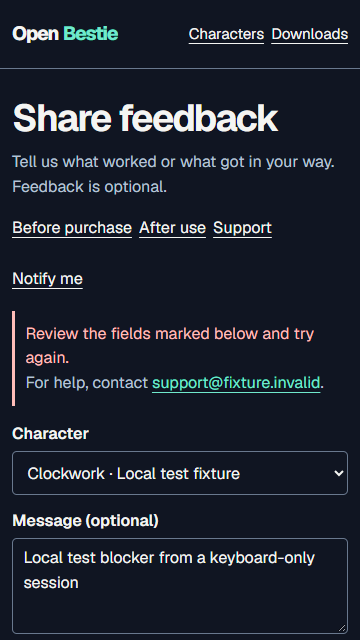 Open Bestie
Characters Downloads
Share feedback
Tell us what worked or what got in your way.
Feedback is optional.
Before purchase After use Support
Notify me
Review the fields marked below and try
again.
For help, contact support@fixture.invalid.
Character
Clockwork · Local test fixture
Message (optional)
Local test blocker from a keyboard-only
session